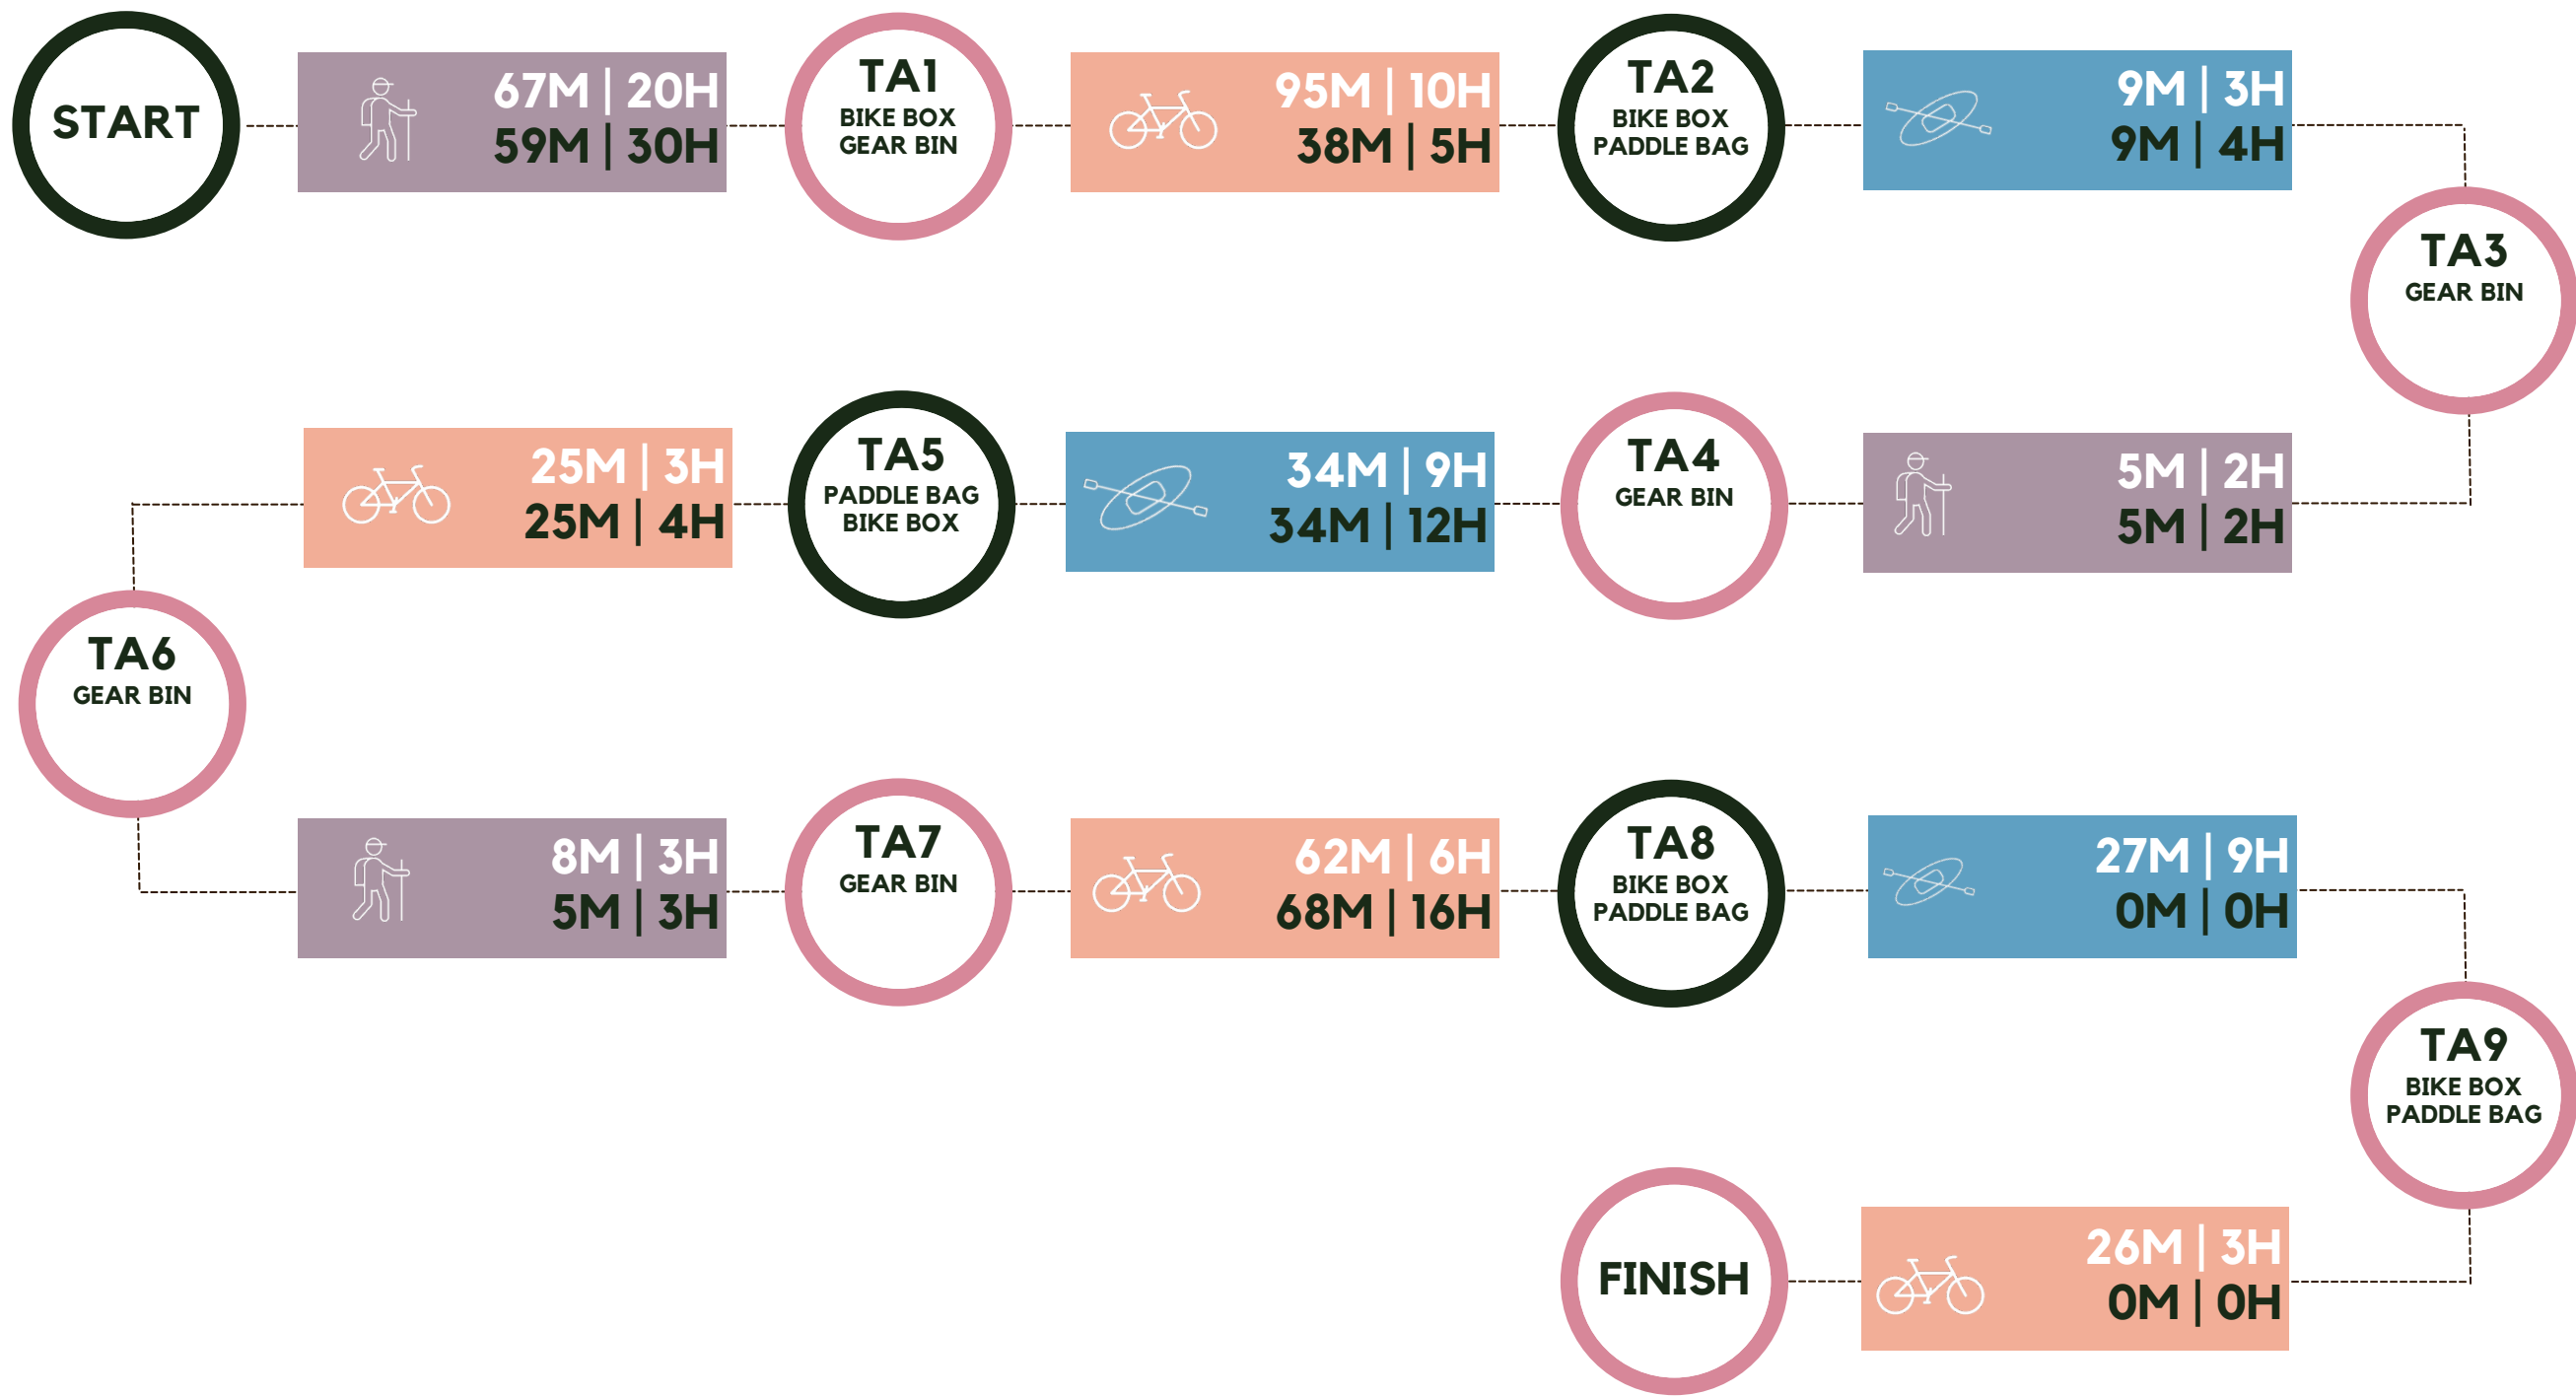 START
67M | 20H
59M | 30H
TA1
BIKE BOX
GEAR BIN
95M | 10H
38M | 5H
TA2
BIKE BOX
PADDLE BAG
9M | 3H
9M | 4H
TA3
GEAR BIN
5M | 2H
5M | 2H
TA4
GEAR BIN
34M | 9H
34M | 12H
TA5
PADDLE BAG
BIKE BOX
25M | 3H
25M | 4H
TA6
GEAR BIN
8M | 3H
5M | 3H
TA7
GEAR BIN
62M | 6H
68M | 16H
TA8
BIKE BOX
PADDLE BAG
27M | 9H
0M | 0H
TA9
BIKE BOX
PADDLE BAG
26M | 3H
0M | 0H
FINISH